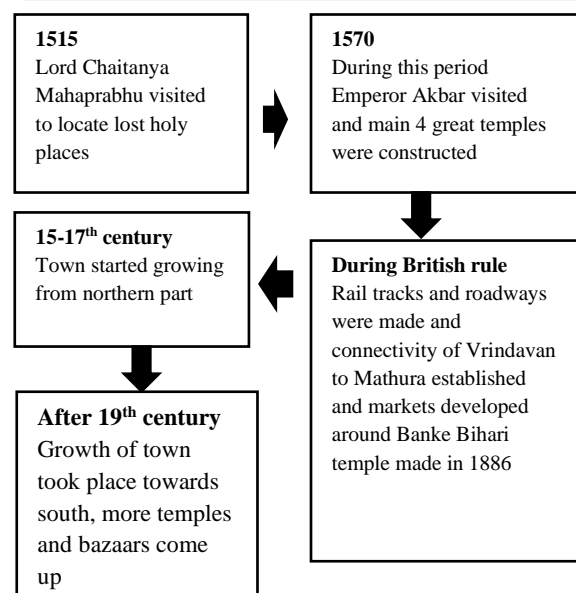 1515
Lord Chaitanya
Mahaprabhu visited
to locate lost holy
places
1570
During this period
Emperor Akbar visited
and main 4 great temples
were constructed
During British rule
Rail tracks and roadways
were made and
connectivity of Vrindavan
to Mathura established
and markets developed
around Banke Bihari
temple made in 1886
15-17th century
Town started growing
from northern part
After 19th century
Growth of town
took place towards
south, more temples
and bazaars come
up